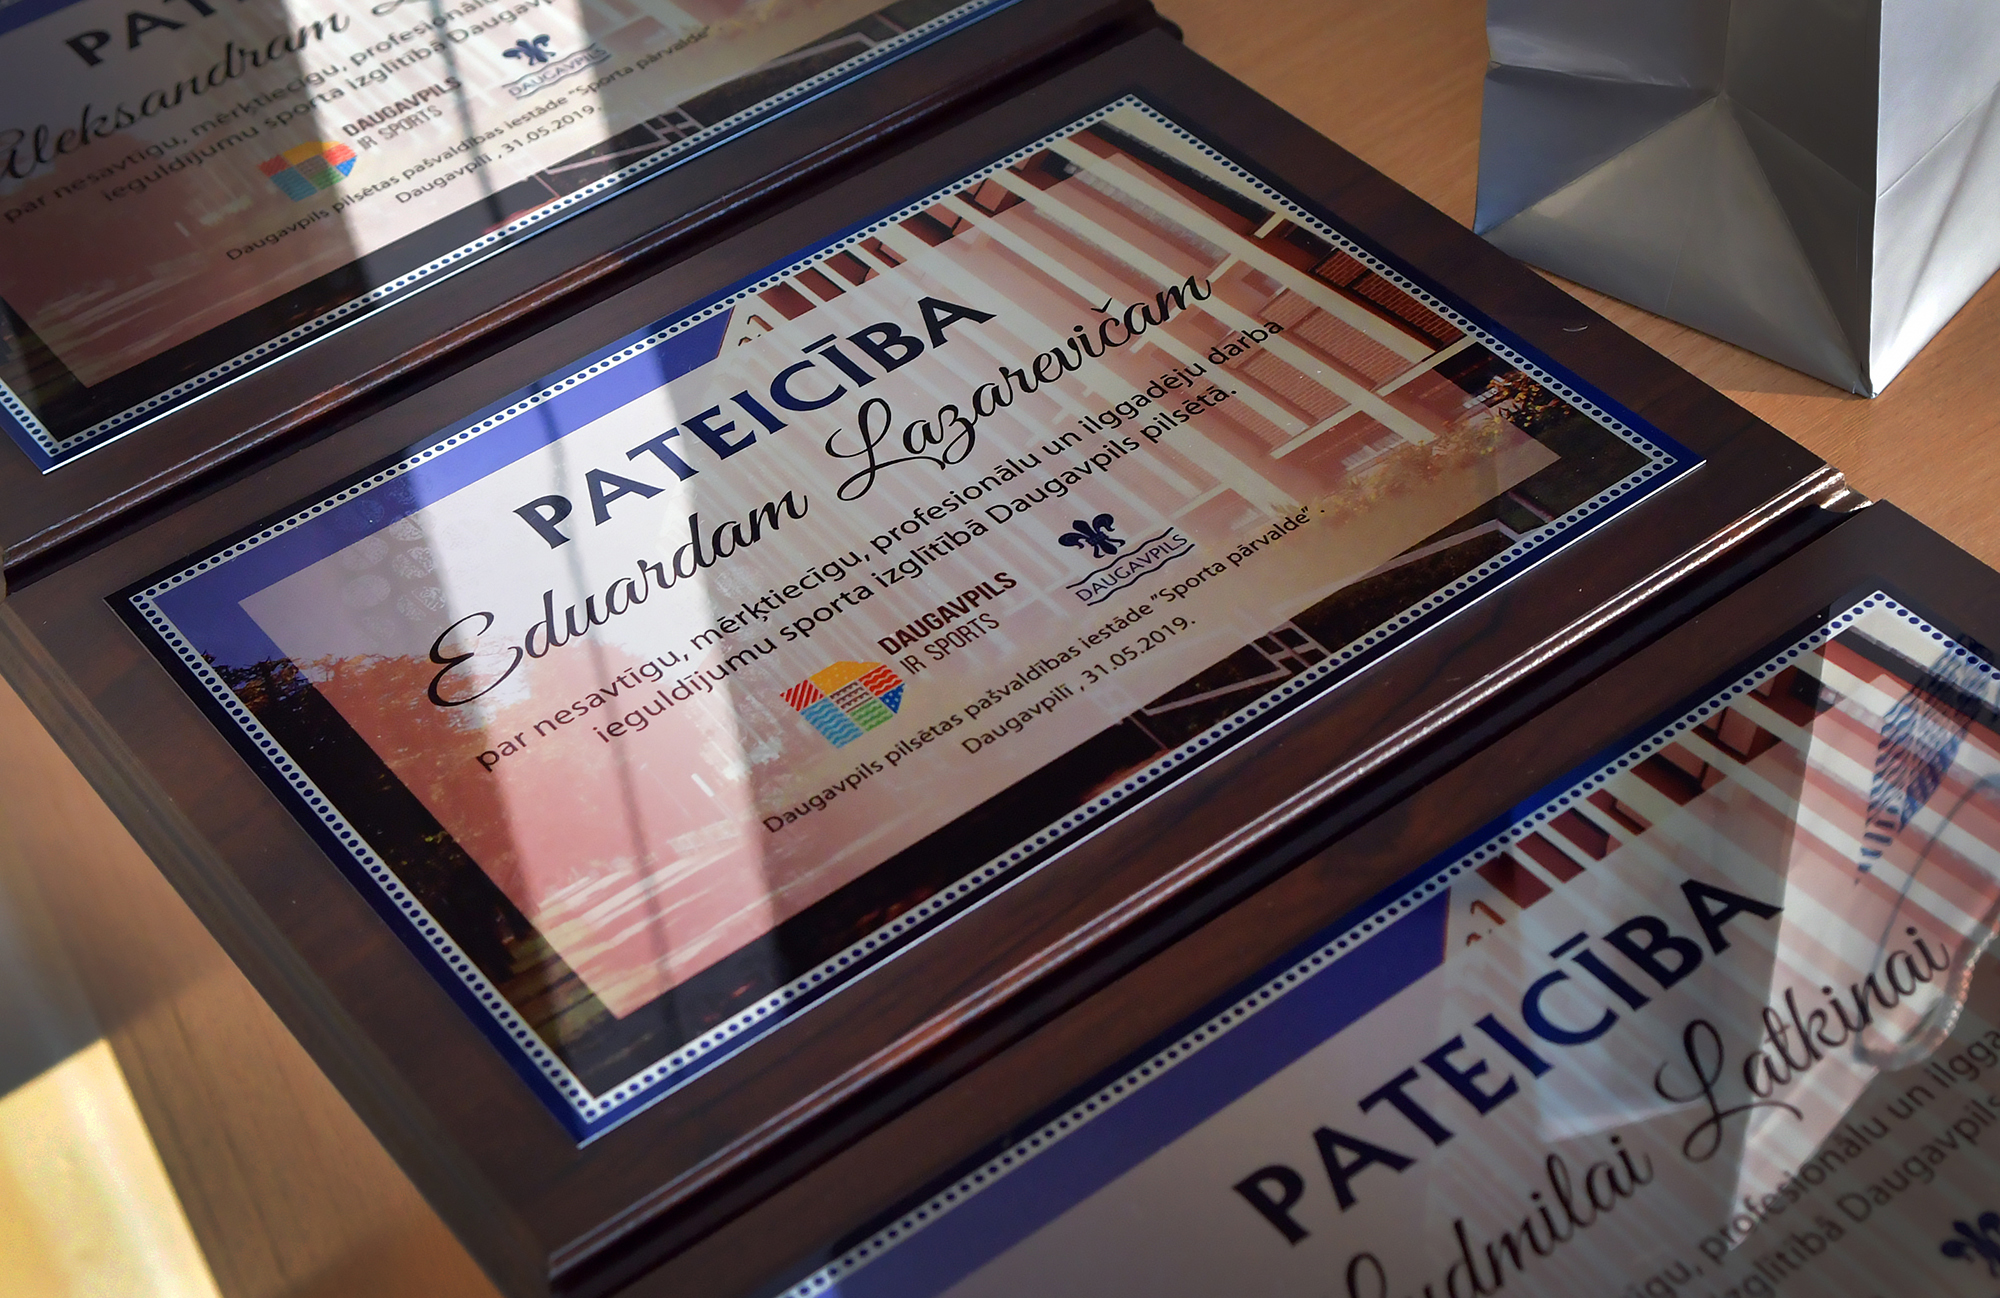 Aleksandram
par nesavtīgu, mērķtiecīgu,
ieguldījumu sporta izglītībā
DAUGAVPILS
IR SPORTS
DAUGAVPILS
Daugavpils pilsētas pašvaldības iestāde "Sporta pārvalde".
Daugavpilī , 31.05.2019.
PATEICĪBA
Eduardam Lazarevičam
par nesavtīgu, mērķtiecīgu, profesionālu un ilggadēju darba
ieguldījumu sporta izglītībā Daugavpils pilsētā.
DAUGAVPILS
IR SPORTS
DAUGAVPILS
Daugavpils pilsētas pašvaldības iestāde "Sporta pārvalde" .
Daugavpilī , 31.05.2019.
PATEICĪBA
Ludmilai Latkinai
profesionālu un
Daugavpils